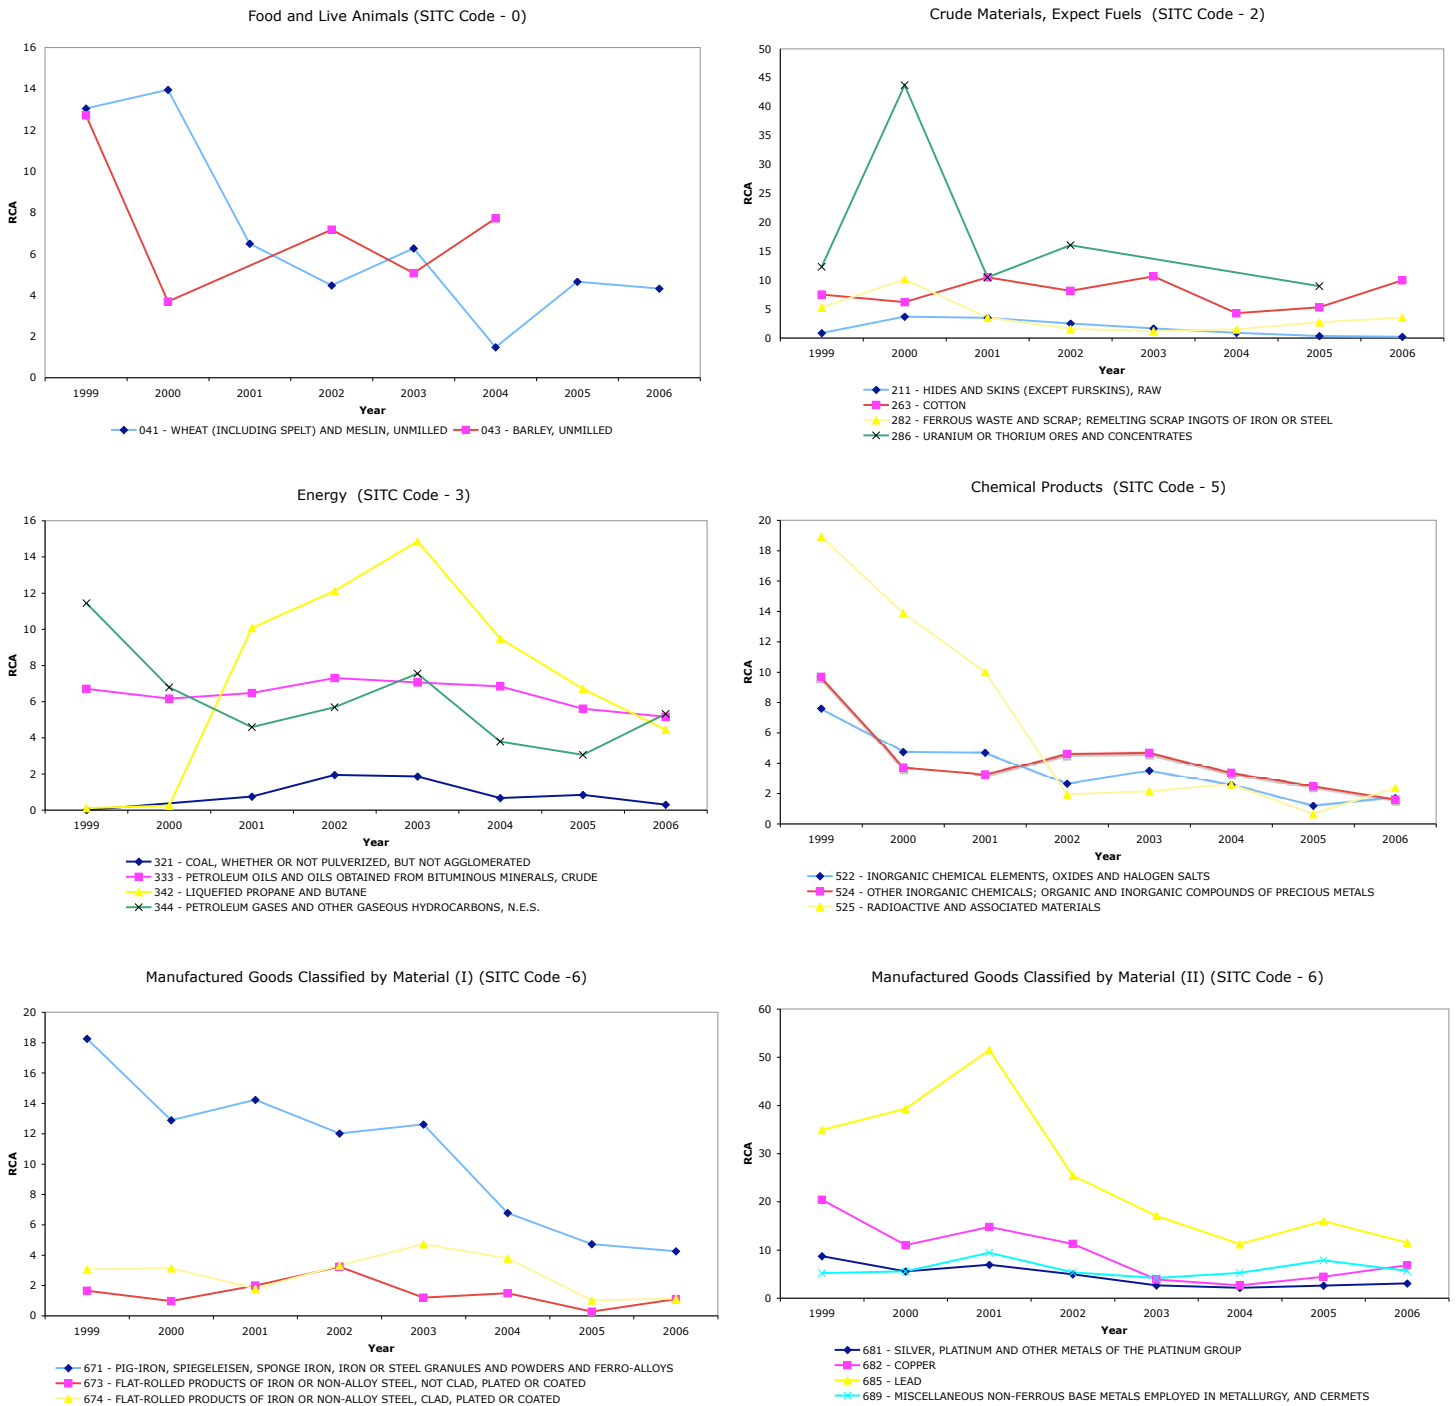 Food and Live Animals (SITC Code - 0)
16
14
12
10
8
6
4
2
0
RCA
1999 2000 2001 2002 2003 2004 2005 2006
Year
041 - WHEAT (INCLUDING SPELT) AND MESLIN, UNMILLED 043 - BARLEY, UNMILLED
Crude Materials, Expect Fuels (SITC Code - 2)
50
45
40
35
30
25
20
15
10
5
0
RCA
1999 2000 2001 2002 2003 2004 2005 2006
Year
211 - HIDES AND SKINS (EXCEPT FURSKINS), RAW
263 - COTTON
282 - FERROUS WASTE AND SCRAP; REMELTING SCRAP INGOTS OF IRON OR STEEL
286 - URANIUM OR THORIUM ORES AND CONCENTRATES
Energy (SITC Code - 3)
16
14
12
10
8
6
4
2
0
RCA
1999 2000 2001 2002 2003 2004 2005 2006
Year
321 - COAL, WHETHER OR NOT PULVERIZED, BUT NOT AGGLOMERATED
333 - PETROLEUM OILS AND OILS OBTAINED FROM BITUMINOUS MINERALS, CRUDE
342 - LIQUEFIED PROPANE AND BUTANE
344 - PETROLEUM GASES AND OTHER GASEOUS HYDROCARBONS, N.E.S.
Chemical Products (SITC Code - 5)
20
18
16
14
12
10
8
6
4
2
0
RCA
1999 2000 2001 2002 2003 2004 2005 2006
Year
522 - INORGANIC CHEMICAL ELEMENTS, OXIDES AND HALOGEN SALTS
524 - OTHER INORGANIC CHEMICALS; ORGANIC AND INORGANIC COMPOUNDS OF PRECIOUS METALS
525 - RADIOACTIVE AND ASSOCIATED MATERIALS
Manufactured Goods Classified by Material (I) (SITC Code -6)
20
18
16
14
12
10
8
6
4
2
0
RCA
1999 2000 2001 2002 2003 2004 2005 2006
Year
671 - PIG-IRON, SPIEGELEISEN, SPONGE IRON, IRON OR STEEL GRANULES AND POWDERS AND FERRO-ALLOYS
673 - FLAT-ROLLED PRODUCTS OF IRON OR NON-ALLOY STEEL, NOT CLAD, PLATED OR COATED
674 - FLAT-ROLLED PRODUCTS OF IRON OR NON-ALLOY STEEL, CLAD, PLATED OR COATED
Manufactured Goods Classified by Material (II) (SITC Code - 6)
60
50
40
30
20
10
0
RCA
1999 2000 2001 2002 2003 2004 2005 2006
Year
681 - SILVER, PLATINUM AND OTHER METALS OF THE PLATINUM GROUP
682 - COPPER
685 - LEAD
689 - MISCELLANEOUS NON-FERROUS BASE METALS EMPLOYED IN METALLURGY, AND CERMETS